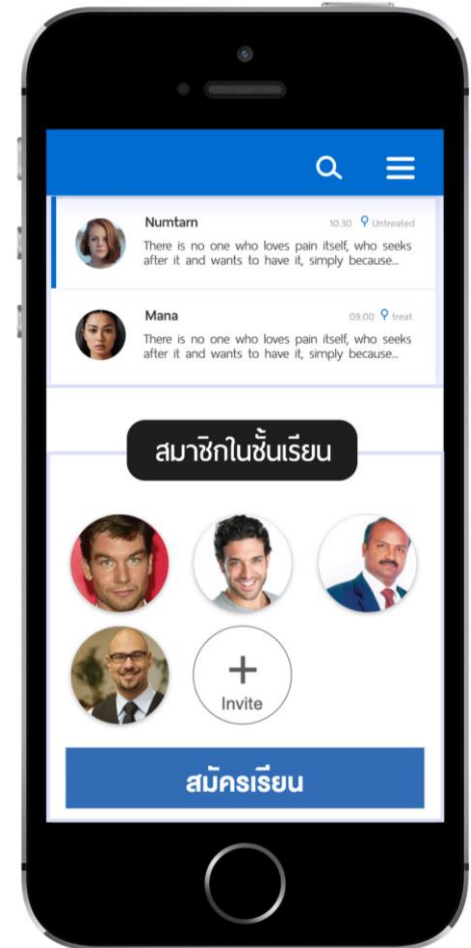 Numtarn 10.30 Untreated
There is no one who loves pain itself, who seeks
after it and wants to have it, simply because...
Mana 09.00 treat
There is no one who loves pain itself, who seeks
after it and wants to have it, simply because...
สมาชิกในชั้นเรียน
Invite
สมัครเรียน